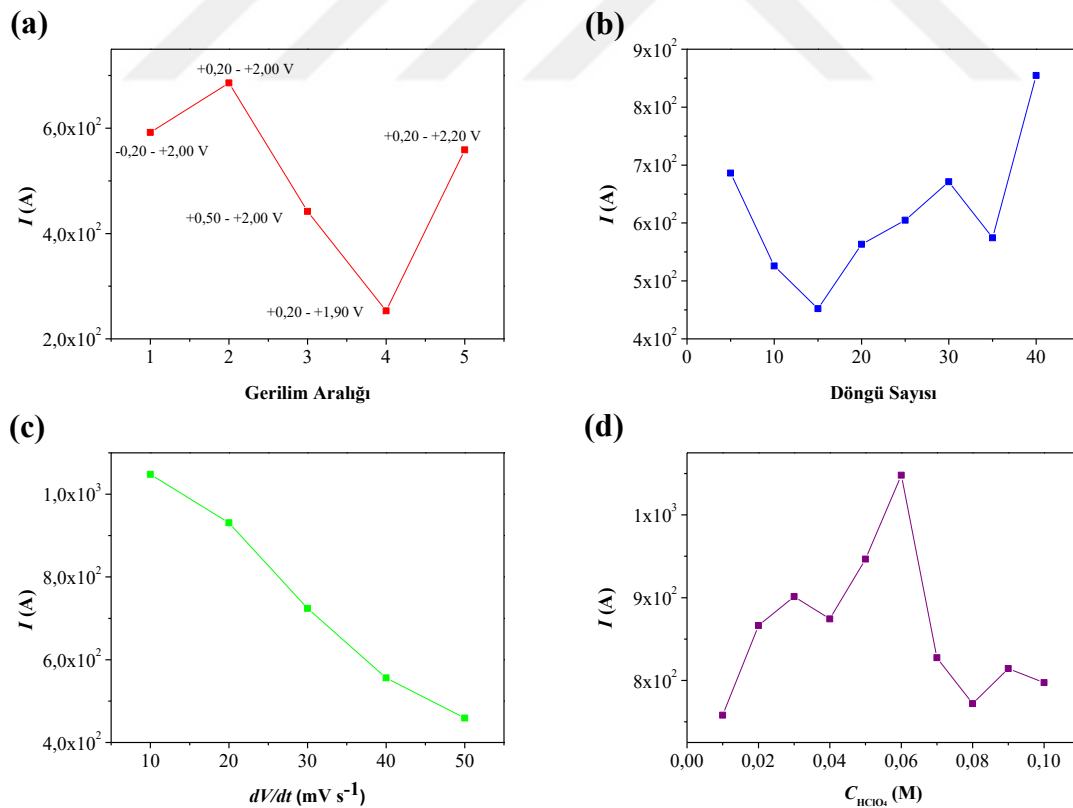 (a)
+0,20 - +2,00 V
6,0x10²
+0,20 - +2,20 V
-0,20 - +2,00 V
I (A)
+0,50 - +2,00 V
4,0x10²
+0,20 - +1,90 V
2,0x10²
1 2 3 4 5
Gerilim Aralığı
(b)
9x10²
8x10²
7x10²
I (A)
6x10²
5x10²
4x10²
0 10 20 30 40
Döngü Sayısı
(c)
1,0x10³
8,0x10²
I (A)
6,0x10²
4,0x10²
10 20 30 40 50
dV/dt (mV s⁻¹)
(d)
1x10³
9x10²
I (A)
8x10²
0,00 0,02 0,04 0,06 0,08 0,10
C_HClO₄ (M)